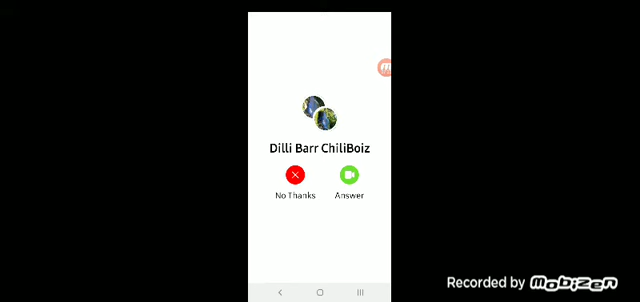 Dilli Barr ChiliBoiz
No Thanks
Answer
Recorded by Mobizen